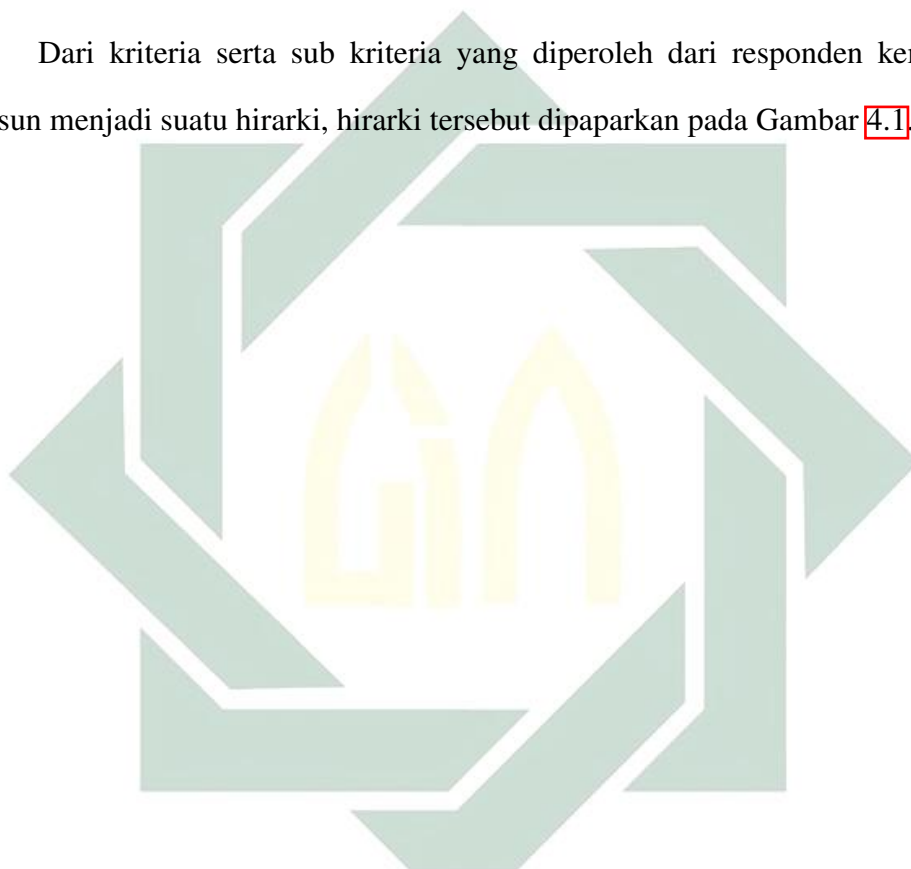 Dari kriteria serta sub kriteria yang diperoleh dari responden ke
sun menjadi suatu hirarki, hirarki tersebut dipaparkan pada Gambar 4.1.